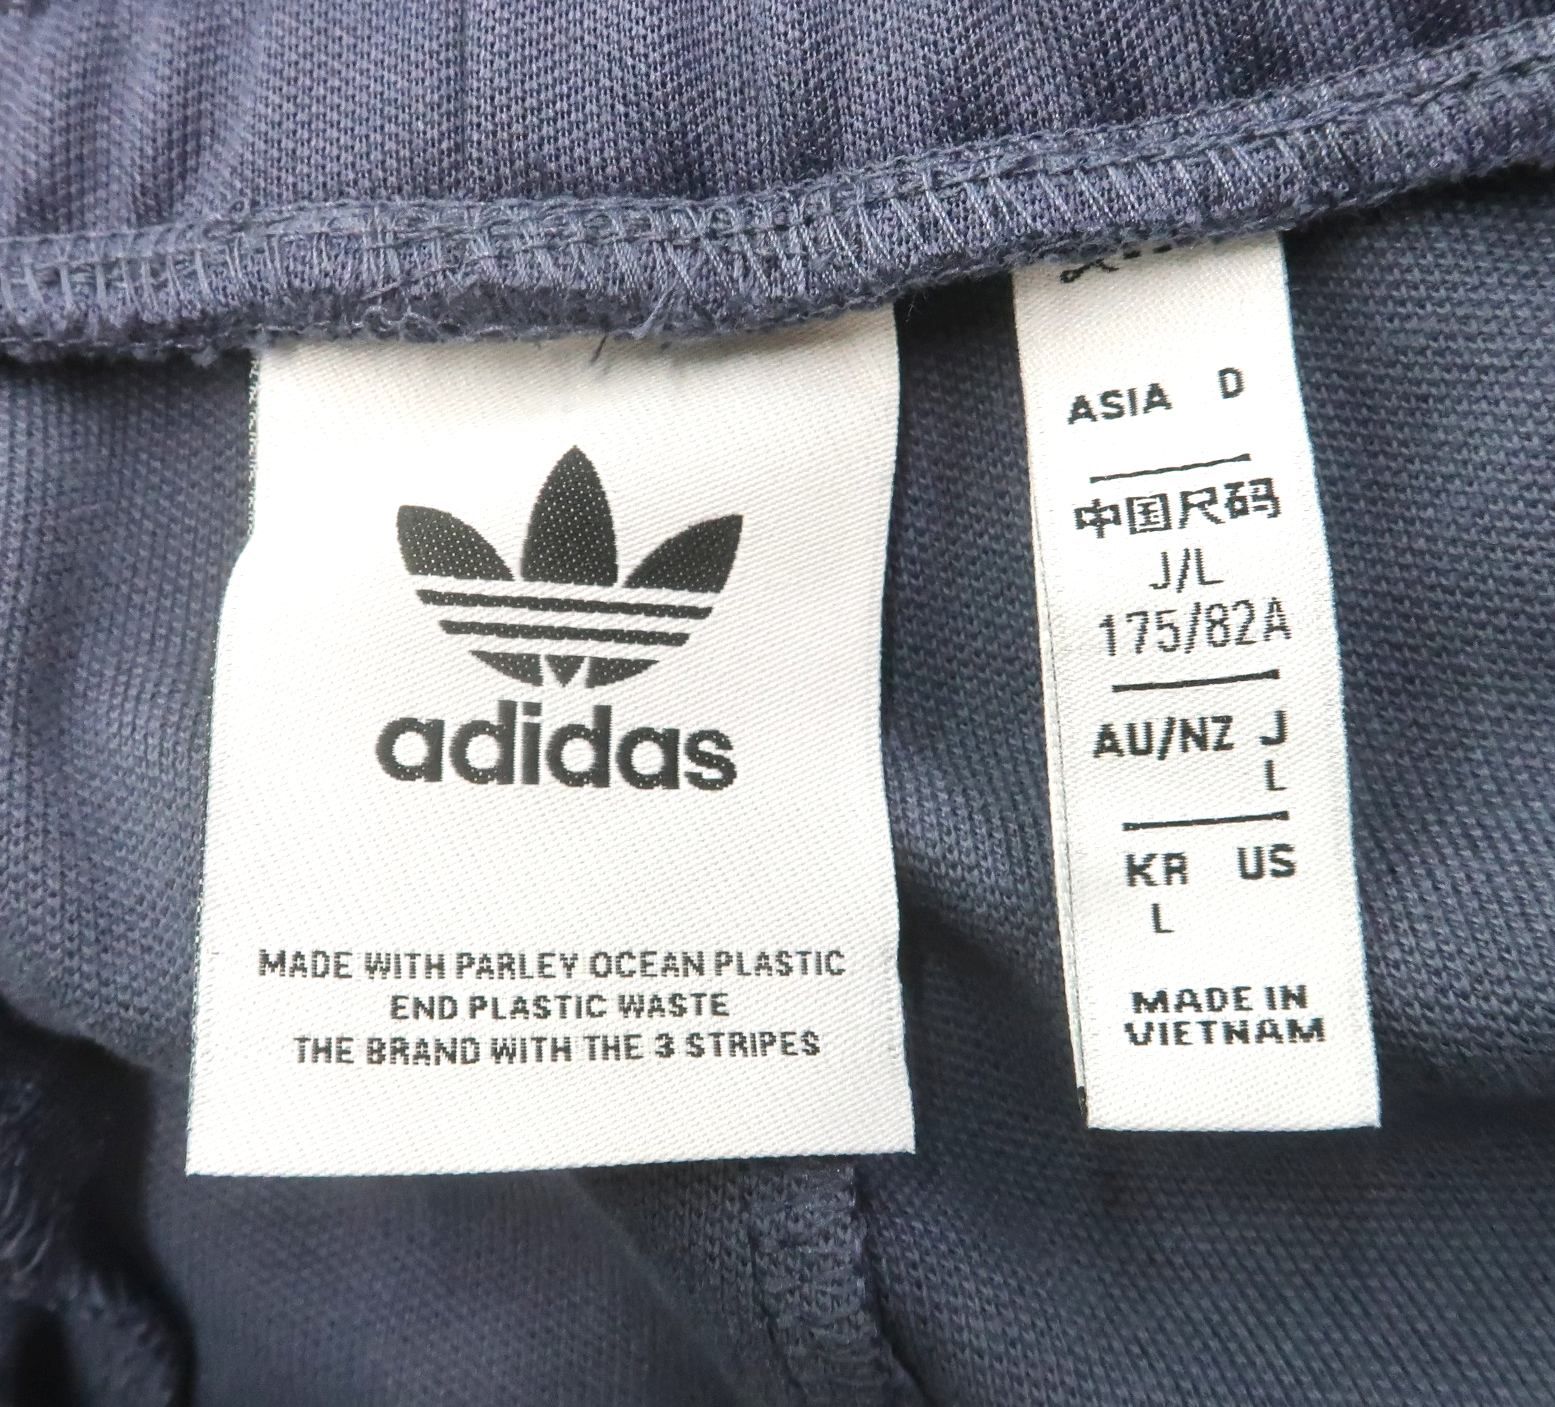 adidas
MADE WITH PARLEY OCEAN PLASTIC
END PLASTIC WASTE
THE BRAND WITH THE 3 STRIPES
ASIA D
中国尺码
J/L
175/82A
AU/NZ J
L
KR US
L
MADE IN
VIETNAM